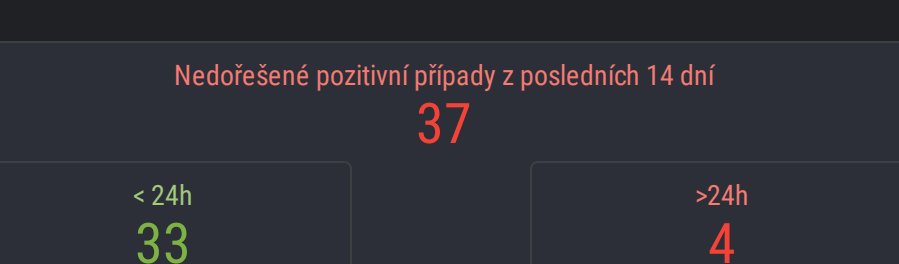 Nedořešené pozitivní případy z posledních 14 dní
37
< 24h
33
>24h
4